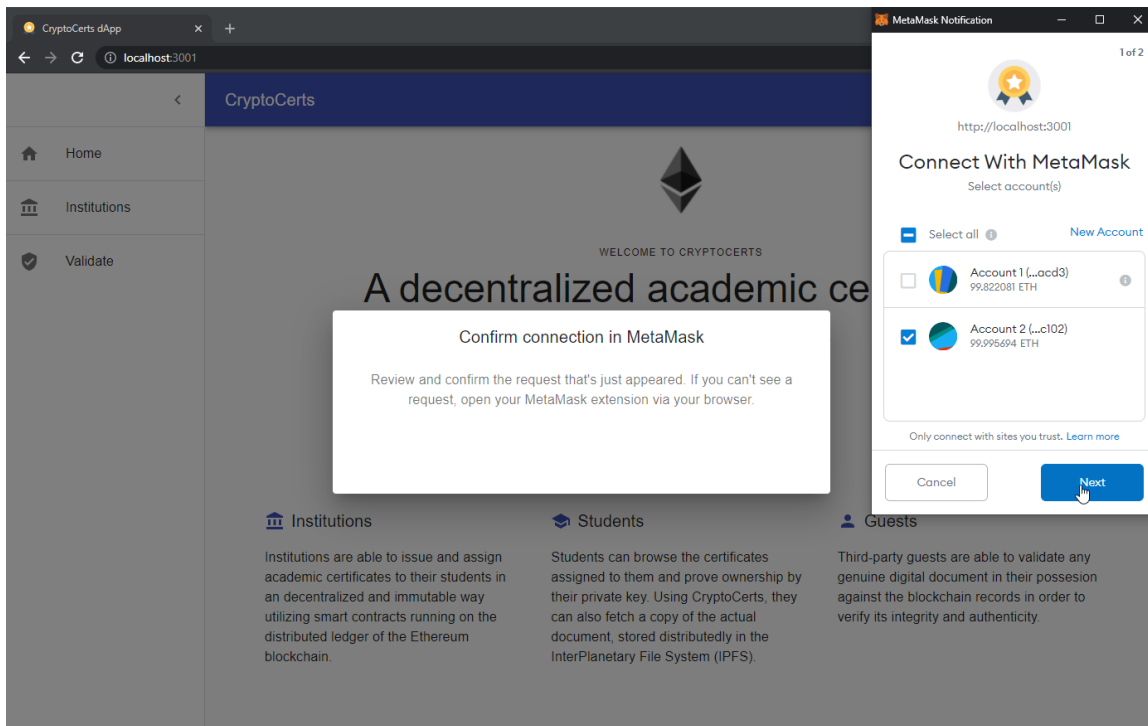 CryptoCerts dApp
localhost:3001
CryptoCerts
Home
Institutions
Validate
WELCOME TO CRYPTOCERTS
A decentralized academic ce
Confirm connection in MetaMask
Review and confirm the request that's just appeared. If you can't see a
request, open your MetaMask extension via your browser.
Institutions
Institutions are able to issue and assign
academic certificates to their students in
an decentralized and immutable way
utilizing smart contracts running on the
distributed ledger of the Ethereum
blockchain.
Students
Students can browse the certificates
assigned to them and prove ownership by
their private key. Using CryptoCerts, they
can also fetch a copy of the actual
document, stored distributedly in the
InterPlanetary File System (IPFS).
Guests
Third-party guests are able to validate any
genuine digital document in their possesion
against the blockchain records in order to
verify its integrity and authenticity.
MetaMask Notification
1 of 2
http://localhost:3001
Connect With MetaMask
Select account(s)
Select all
New Account
Account 1 (...acd3)
99.822081 ETH
Account 2 (...c102)
99.995694 ETH
Only connect with sites you trust. Learn more
Cancel
Next